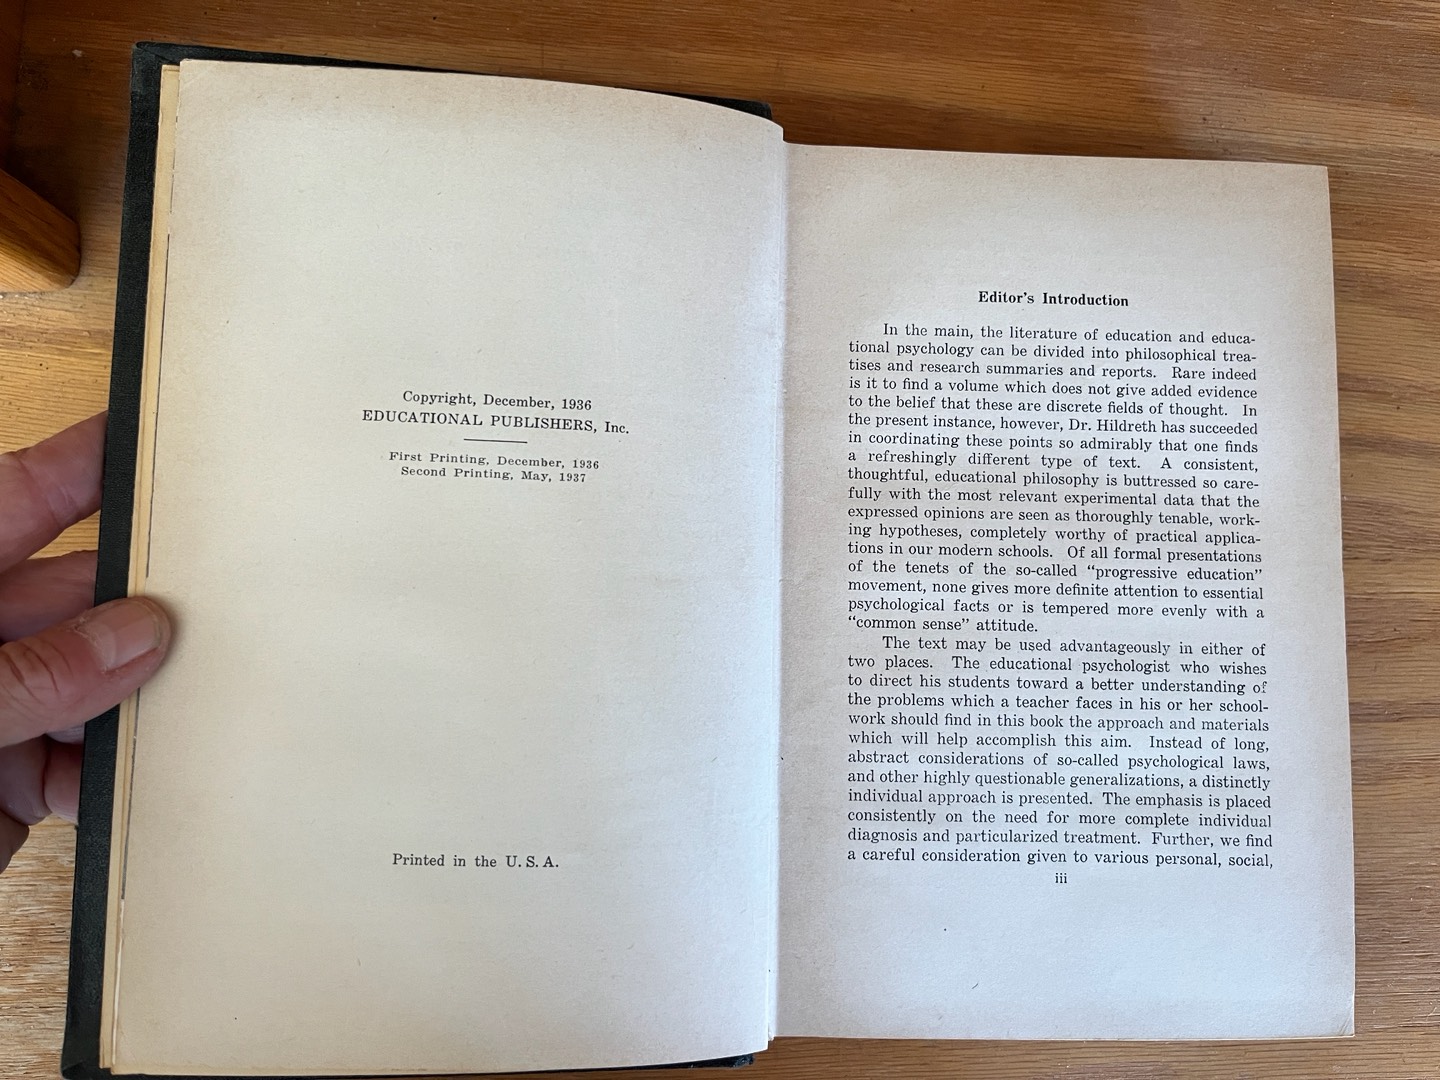 Copyright, December, 1936
EDUCATIONAL PUBLISHERS, Inc.
First Printing, December, 1936
Second Printing, May, 1937
Printed in the U. S. A.
Editor's Introduction
In the main, the literature of education and educa-
tional psychology can be divided into philosophical trea-
tises and research summaries and reports. Rare indeed
is it to find a volume which does not give added evidence
to the belief that these are discrete fields of thought. In
the present instance, however, Dr. Hildreth has succeeded
in coordinating these points so admirably that one finds
a refreshingly different type of text. A consistent,
thoughtful, educational philosophy is buttressed so care-
fully with the most relevant experimental data that the
expressed opinions are seen as thoroughly tenable, work-
ing hypotheses, completely worthy of practical applica-
tions in our modern schools. Of all formal presentations
of the tenets of the so-called "progressive education"
movement, none gives more definite attention to essential
psychological facts or is tempered more evenly with a
"common sense" attitude.
The text may be used advantageously in either of
two places. The educational psychologist who wishes
to direct his students toward a better understanding of
the problems which a teacher faces in his or her school-
work should find in this book the approach and materials
which will help accomplish this aim. Instead of long,
abstract considerations of so-called psychological laws,
and other highly questionable generalizations, a distinctly
individual approach is presented. The emphasis is placed
consistently on the need for more complete individual
diagnosis and particularized treatment. Further, we find
a careful consideration given to various personal, social,
iii